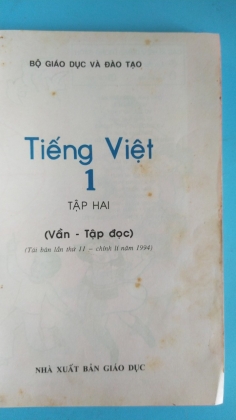 BỘ GIÁO DỤC VÀ ĐÀO TẠO
Tiếng Việt
1
TẬP HAI
(Vần - Tập đọc)
(Tái bản lần thứ 11 – chỉnh lí năm 1994)
NHÀ XUẤT BẢN GIÁO DỤC